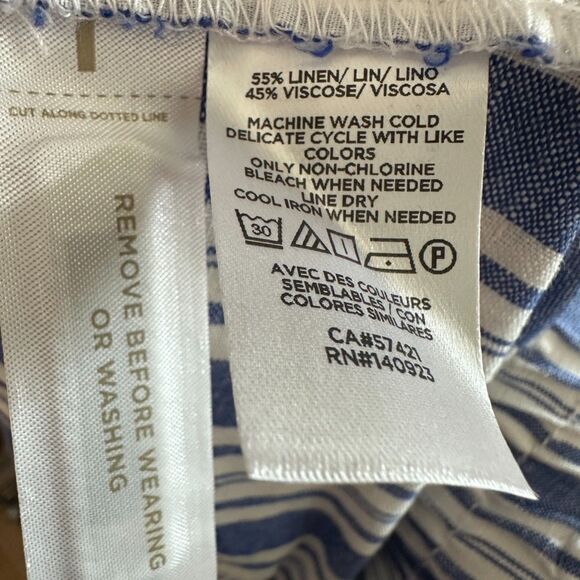 CUT ALONG DOTTED LINE
REMOVE BEFORE WEARING
OR WASHING
55% LINEN/ LIN/ LINO
45% VISCOSE/ VISCOSA
MACHINE WASH COLD
DELICATE CYCLE WITH LIKE
COLORS
ONLY NON-CHLORINE
BLEACH WHEN NEEDED
LINE DRY
COOL IRON WHEN NEEDED
30 P
AVEC DES COULEURS
SEMBLABLES / CON
COLORES SIMILARES
CA#57421
RN#140923